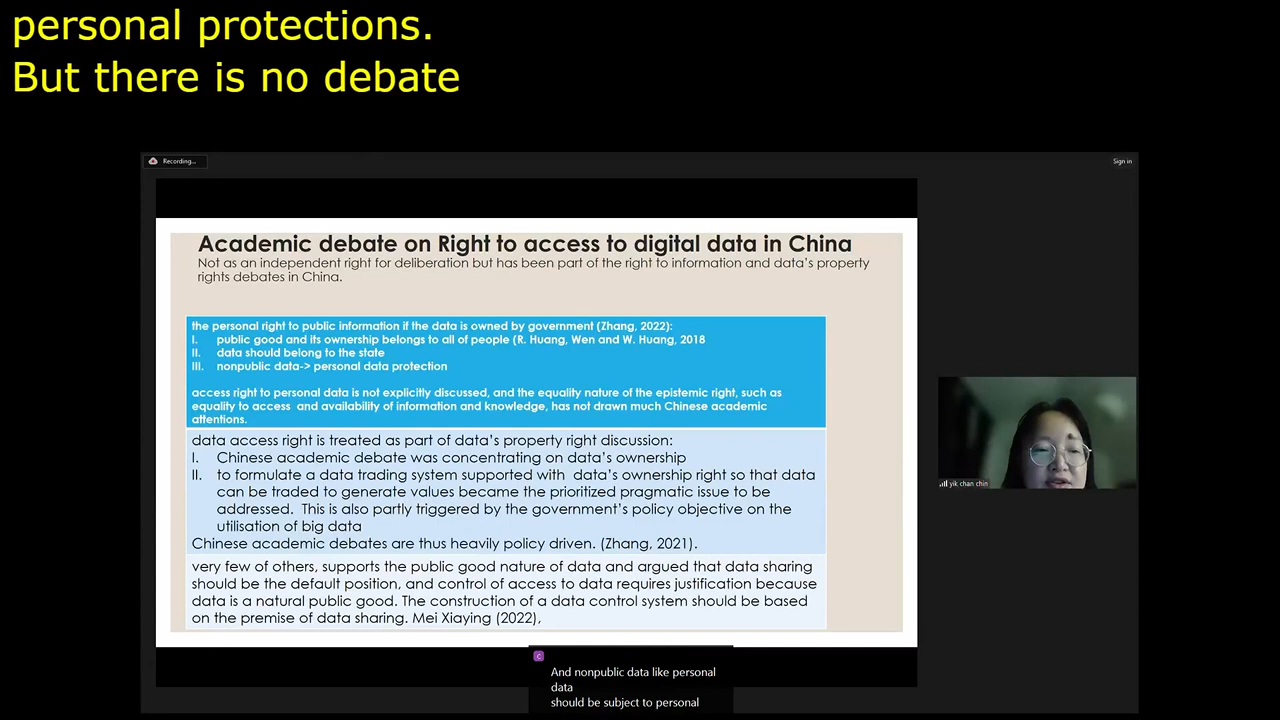 personal protections.
But there is no debate
Recording...
Sign in
Academic debate on Right to access to digital data in China
Not as an independent right for deliberation but has been part of the right to information and data's property
rights debates in China.
the personal right to public information if the data is owned by government (Zhang, 2022):
I. public good and its ownership belongs to all of people (R. Huang, Wen and W. Huang, 2018
II. data should belong to the state
III. nonpublic data-> personal data protection
access right to personal data is not explicitly discussed, and the equality nature of the epistemic right, such as
equality to access and availability of information and knowledge, has not drawn much Chinese academic
attentions.
data access right is treated as part of data's property right discussion:
I. Chinese academic debate was concentrating on data's ownership
II. to formulate a data trading system supported with data's ownership right so that data
can be traded to generate values became the prioritized pragmatic issue to be
addressed. This is also partly triggered by the government's policy objective on the
utilisation of big data
Chinese academic debates are thus heavily policy driven. (Zhang, 2021).
very few of others, supports the public good nature of data and argued that data sharing
should be the default position, and control of access to data requires justification because
data is a natural public good. The construction of a data control system should be based
on the premise of data sharing. Mei Xiaying (2022),
yik chan chin
C
And nonpublic data like personal
data
should be subject to personal